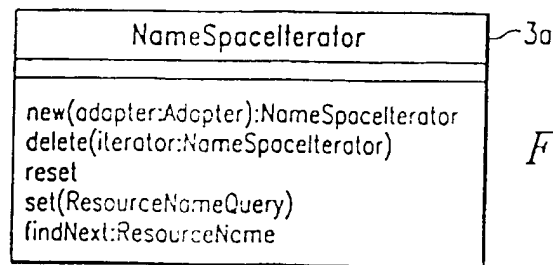 NameSpaceIterator
3a
new(adapter:Adapter):NameSpaceIterator
delete(iterator:NameSpaceIterator)
reset
set(ResourceNameQuery)
findNext:ResourceName
F